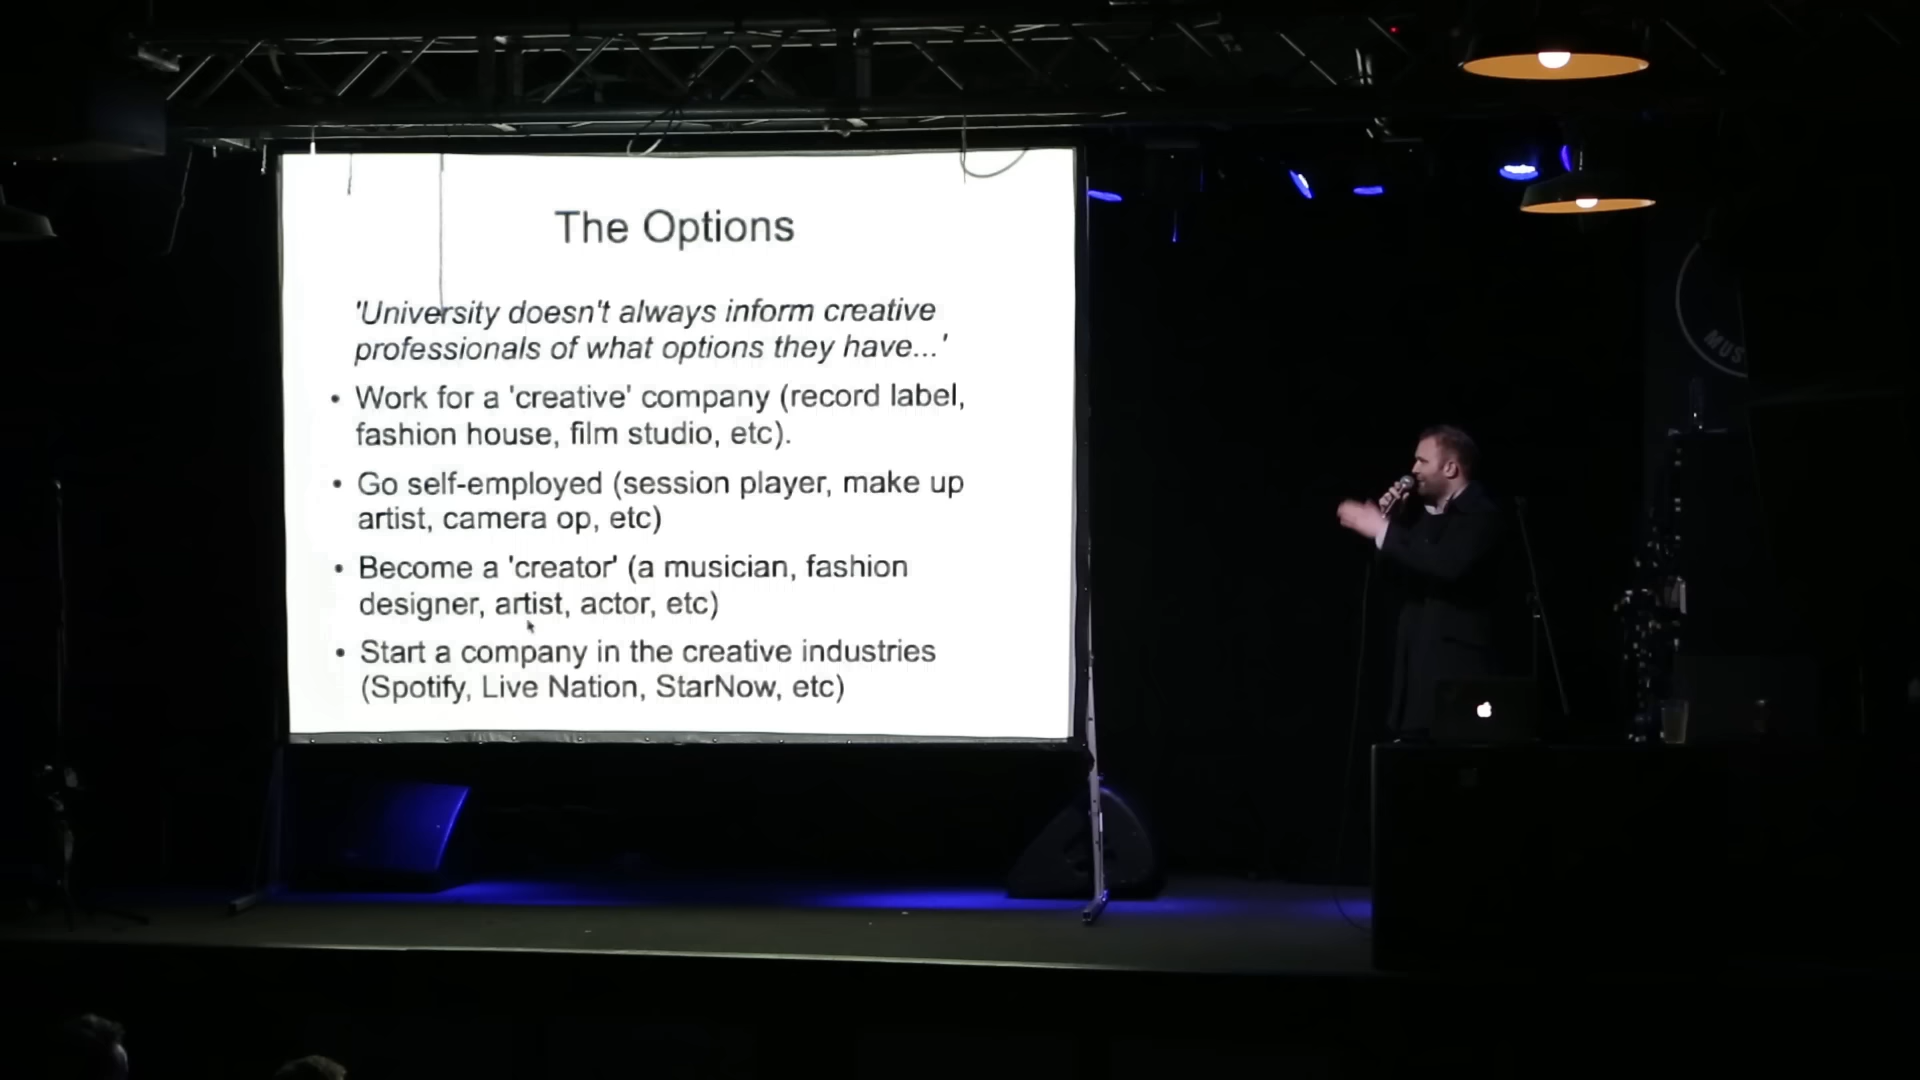 The Options
'University doesn't always inform creative
professionals of what options they have...'
• Work for a 'creative' company (record label,
fashion house, film studio, etc).
• Go self-employed (session player, make up
artist, camera op, etc)
• Become a 'creator' (a musician, fashion
designer, artist, actor, etc)
• Start a company in the creative industries
(Spotify, Live Nation, StarNow, etc)